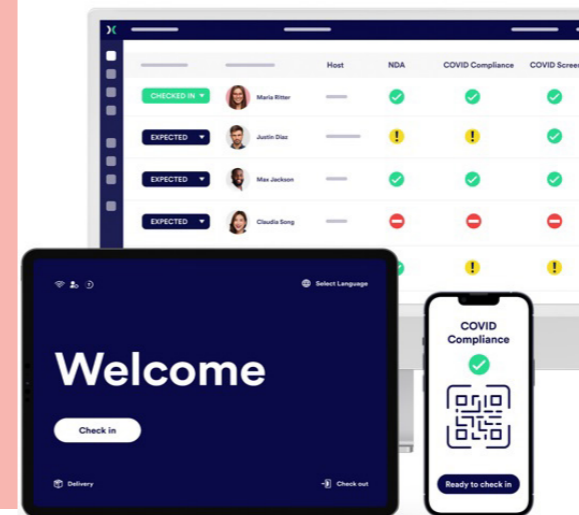 Host NDA COVID Compliance COVID Scree
CHECKED IN Maria Ritter
EXPECTED Justin Diaz
EXPECTED Max Jackson
EXPECTED Claudia Song
Select Language
Welcome
Check in
Delivery
Check out
COVID
Compliance
Ready to check in